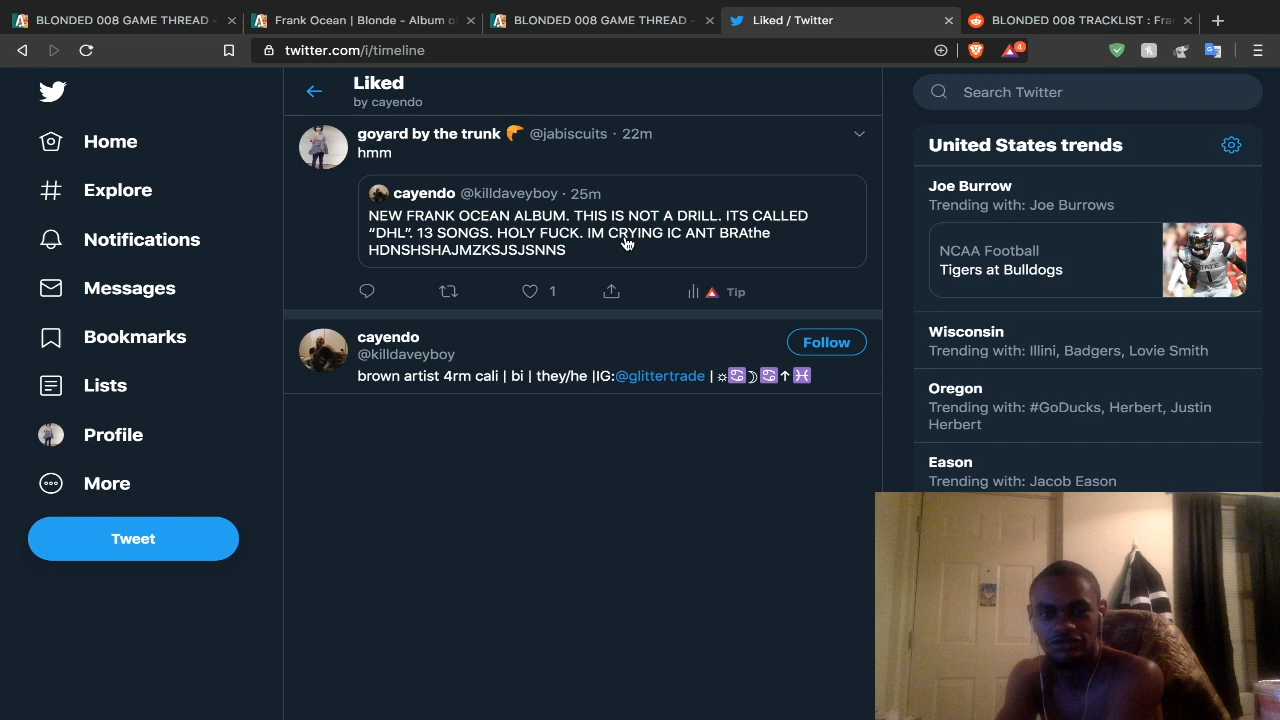 BLONDED 008 GAME THREAD -
Frank Ocean | Blonde - Album o
BLONDED 008 GAME THREAD -
Liked / Twitter
BLONDED 008 TRACKLIST : Fra
twitter.com/i/timeline
4
Home
Explore
Notifications
Messages
Bookmarks
Lists
Profile
More
Tweet
Liked
by cayendo
goyard by the trunk @jabiscuits · 22m
hmm
cayendo @killdaveyboy · 25m
NEW FRANK OCEAN ALBUM. THIS IS NOT A DRILL. ITS CALLED
“DHL”. 13 SONGS. HOLY FUCK. IM CRYING IC ANT BRAthe
HDNSHSHAJMZKSJSJSNNS
1
Tip
cayendo
@killdaveyboy
Follow
brown artist 4rm cali | bi | they/he |IG:@glittertrade | ☼♋☽♋↑♓
Search Twitter
United States trends
Joe Burrow
Trending with: Joe Burrows
NCAA Football
Tigers at Bulldogs
Wisconsin
Trending with: Illini, Badgers, Lovie Smith
Oregon
Trending with: #GoDucks, Herbert, Justin
Herbert
Eason
Trending with: Jacob Eason